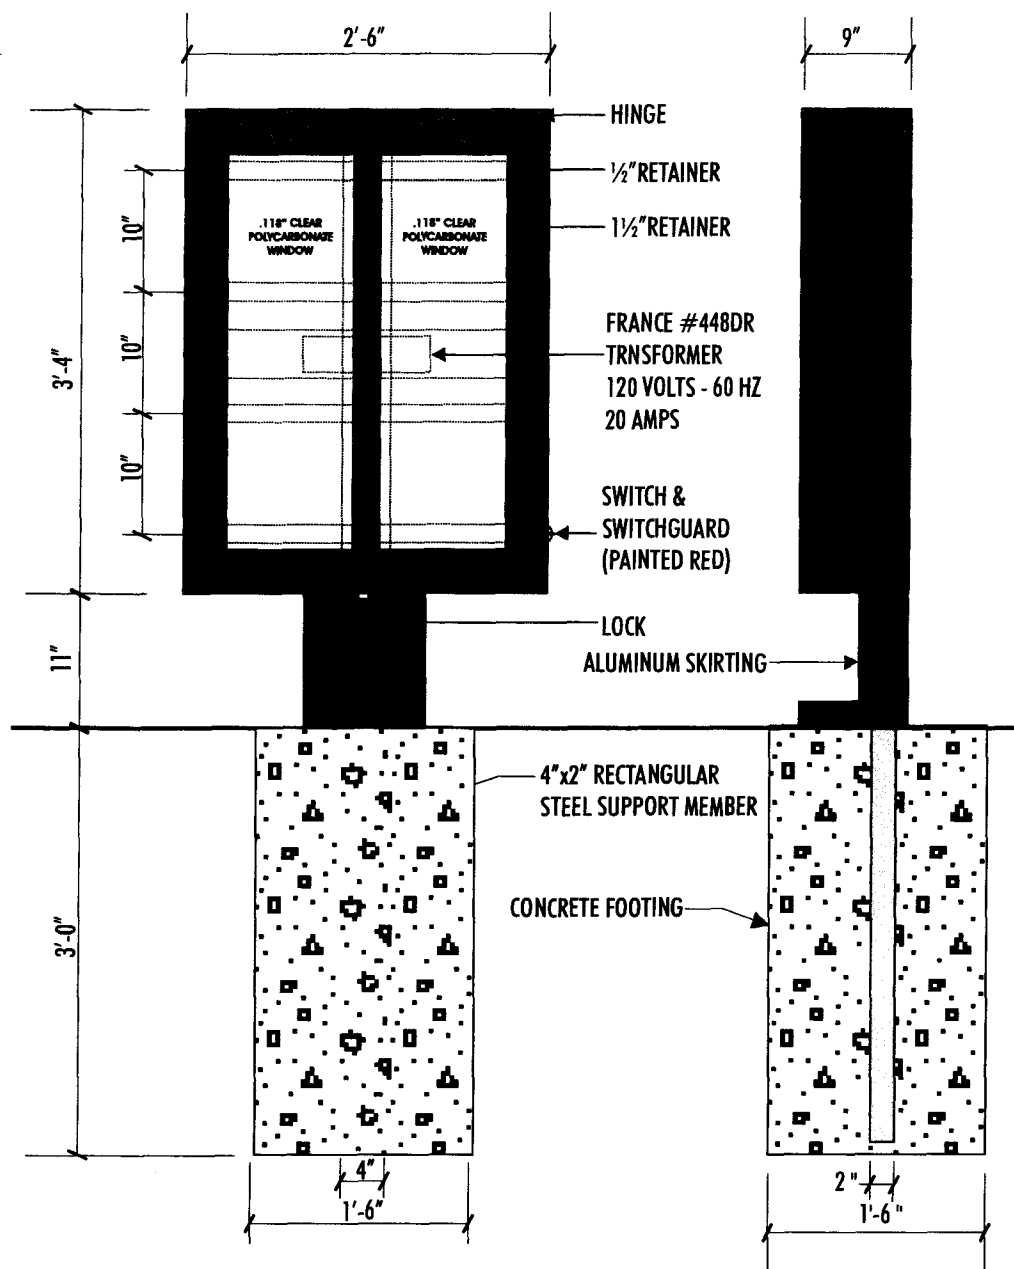 2'-6"
9"
HINGE
½"RETAINER
1½"RETAINER
.118" CLEAR
POLYCARBONATE
WINDOW
.118" CLEAR
POLYCARBONATE
WINDOW
10"
10"
10"
3'-4"
FRANCE #448DR
TRNSFORMER
120 VOLTS - 60 HZ
20 AMPS
SWITCH &
SWITCHGUARD
(PAINTED RED)
LOCK
ALUMINUM SKIRTING
11"
4"x2" RECTANGULAR
STEEL SUPPORT MEMBER
CONCRETE FOOTING
3'-0"
4"
1'-6"
2"
1'-6"